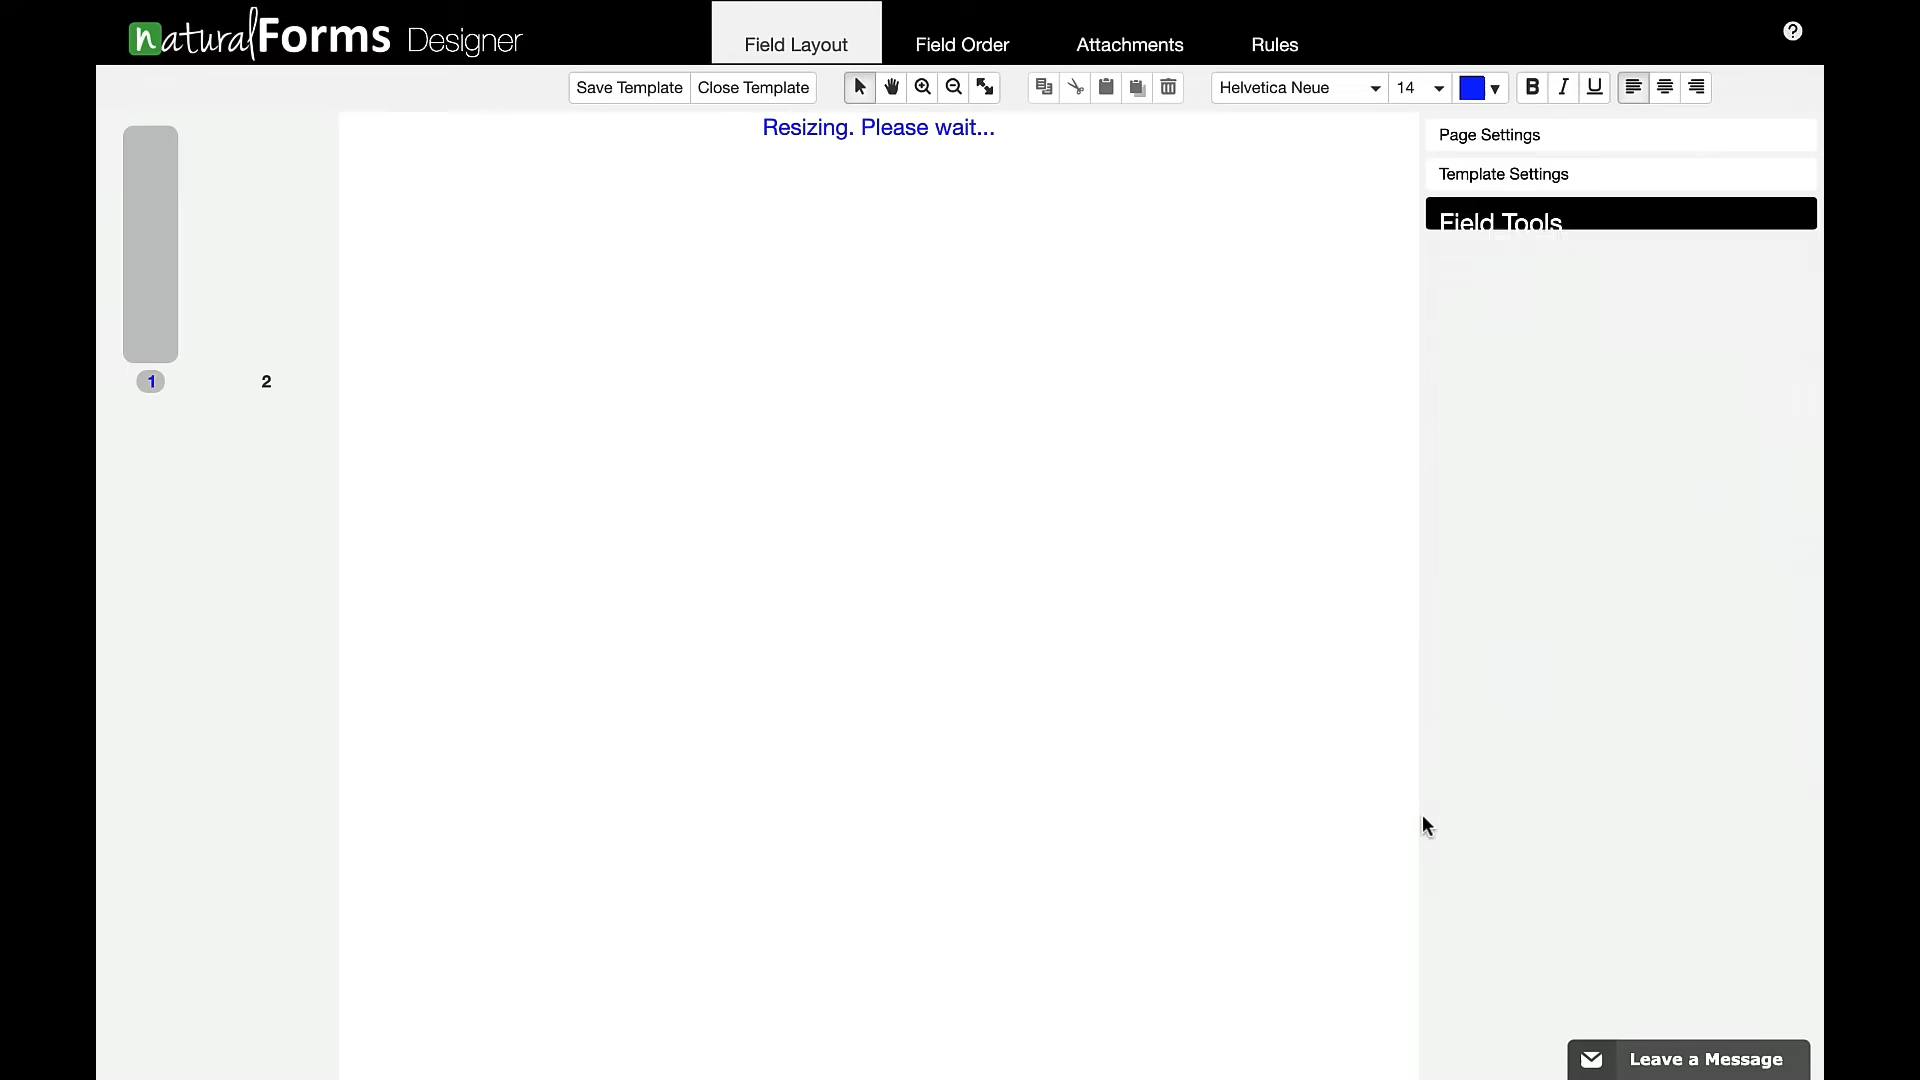 naturalForms Designer
Field Layout
Field Order
Attachments
Rules
?
Save Template
Close Template
Helvetica Neue
14
B
I
U
Resizing. Please wait...
Page Settings
Template Settings
Field Tools
1
2
Leave a Message